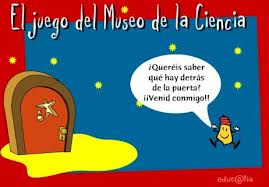 El juego del Museo de la Ciencia
¿Queréis saber
qué hay detrás
de la puerta?
¡¡Venid conmigo!!
educ@lia